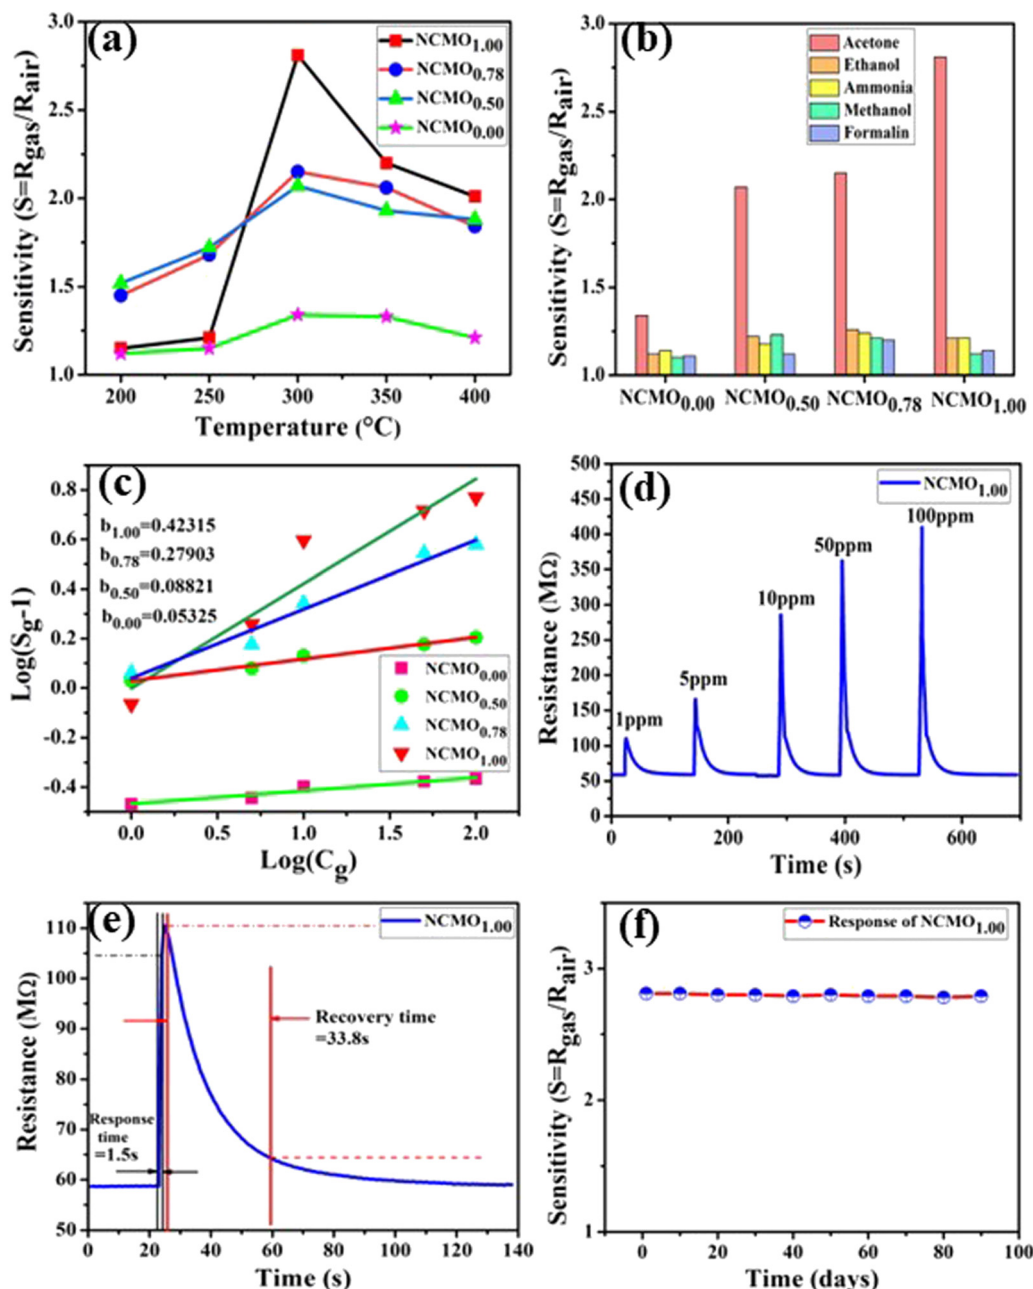 (a)
NCMO1.00
NCMO0.78
NCMO0.50
NCMO0.00
3.0
2.5
2.0
1.5
1.0
Sensitivity (S=Rgas/Rair)
200 250 300 350 400
Temperature (°C)
(b)
Acetone
Ethanol
Ammonia
Methanol
Formalin
3.0
2.5
2.0
1.5
1.0
Sensitivity (S=Rgas/Rair)
NCMO0.00 NCMO0.50 NCMO0.78 NCMO1.00
(c)
b1.00=0.42315
b0.78=0.27903
b0.50=0.08821
b0.00=0.05325
NCMO0.00
NCMO0.50
NCMO0.78
NCMO1.00
0.8
0.6
0.4
0.2
0.0
-0.2
-0.4
Log(Sg-1)
0.0 0.5 1.0 1.5 2.0
Log(Cg)
(d)
NCMO1.00
100ppm
50ppm
10ppm
5ppm
1ppm
500
450
400
350
300
250
200
150
100
50
0
Resistance (MΩ)
0 200 400 600
Time (s)
(e)
NCMO1.00
Recovery time
=33.8s
Response
time
=1.5s
110
100
90
80
70
60
50
Resistance (MΩ)
0 20 40 60 80 100 120 140
Time (s)
(f)
Response of NCMO1.00
3
2
1
Sensitivity (S=Rgas/Rair)
0 20 40 60 80 100
Time (days)